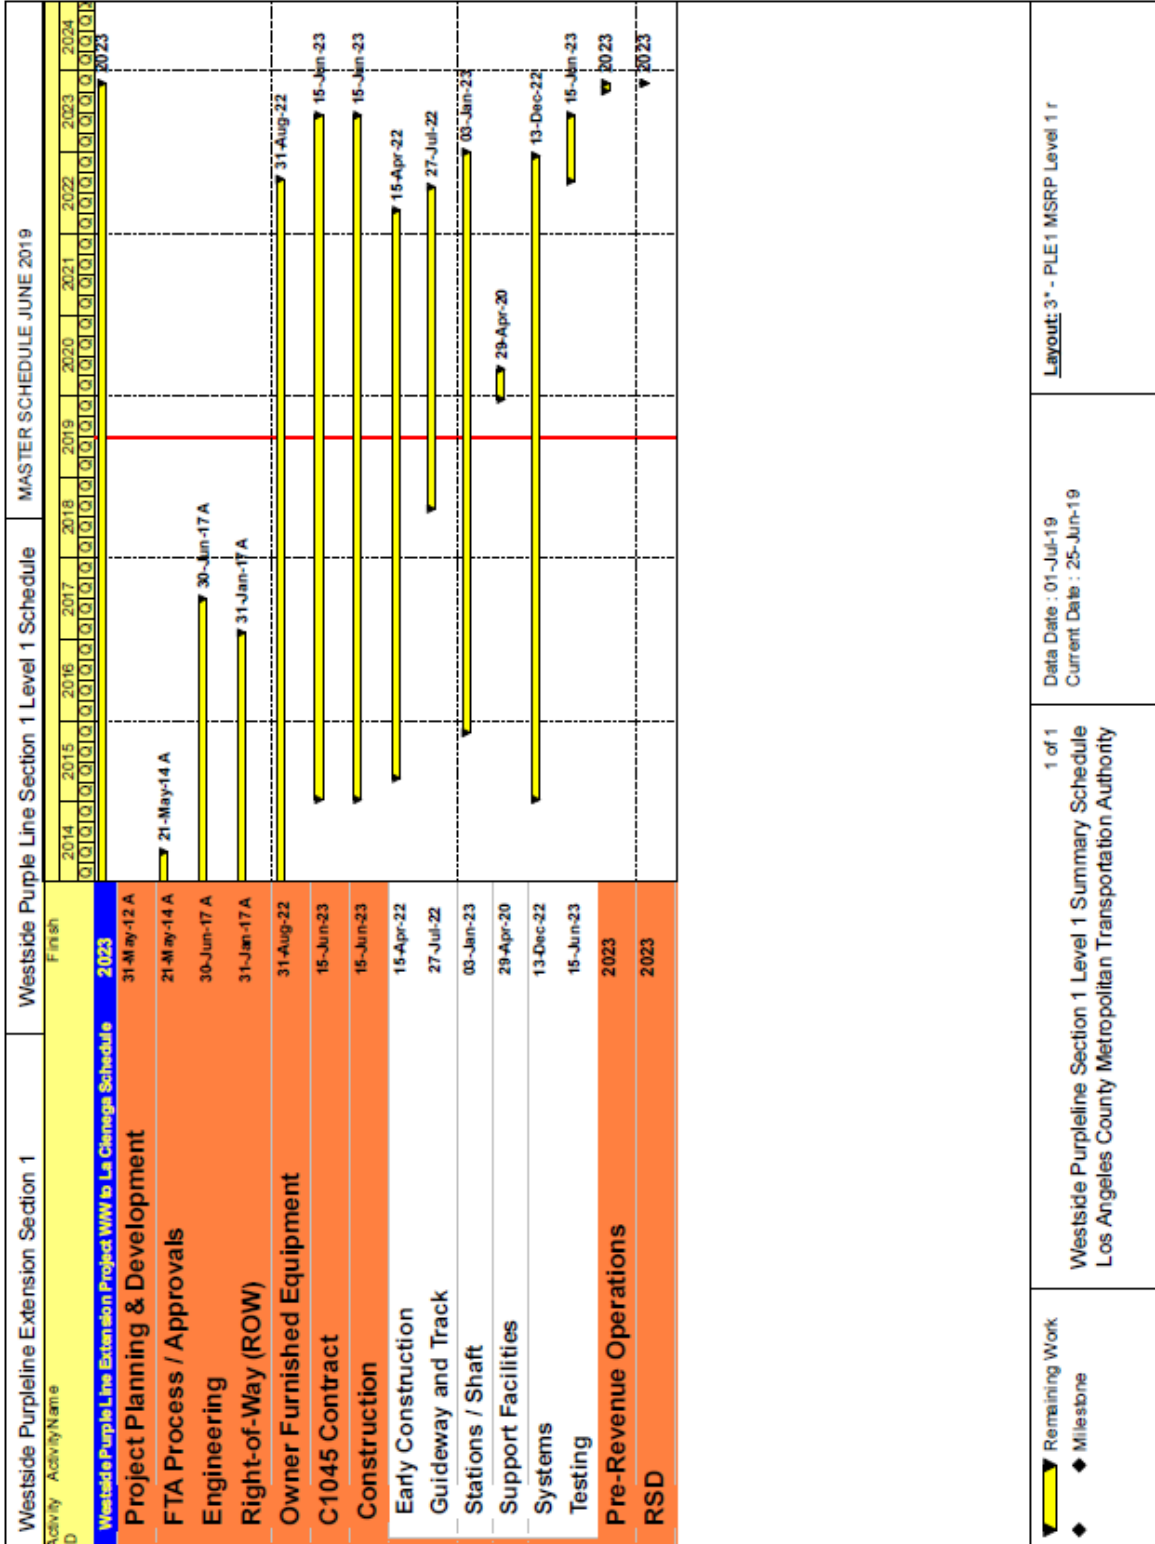 Westside Purpleline Extension Section 1
Westside Purple Line Section 1 Level 1 Schedule
MASTER SCHEDULE JUNE 2019
Activity ID
Activity Name
Finish
2014 2015 2016 2017 2018 2019 2020 2021 2022 2023 2024
Q Q Q Q Q Q Q Q Q Q Q Q Q Q Q Q Q Q Q Q Q Q Q Q Q Q Q Q Q Q Q Q Q Q Q Q Q Q Q Q Q Q Q
Westside Purple Line Extension Project W/W to La Cienega Schedule 2023 2023
Project Planning & Development 31-May-12 A
FTA Process / Approvals 21-May-14 A 21-May-14 A
Engineering 30-Jun-17 A 30-Jun-17 A
Right-of-Way (ROW) 31-Jan-17 A 31-Jan-17 A
Owner Furnished Equipment 31-Aug-22 31-Aug-22
C1045 Contract 15-Jun-23 15-Jun-23
Construction 15-Jun-23 15-Jun-23
Early Construction 15-Apr-22 15-Apr-22
Guideway and Track 27-Jul-22 27-Jul-22
Stations / Shaft 03-Jan-23 03-Jan-23
Support Facilities 29-Apr-20 29-Apr-20
Systems 13-Dec-22 13-Dec-22
Testing 15-Jun-23 15-Jun-23
Pre-Revenue Operations 2023 2023
RSD 2023 2023
Remaining Work
Milestone
1 of 1
Westside Purpleline Section 1 Level 1 Summary Schedule
Los Angeles County Metropolitan Transportation Authority
Data Date : 01-Jul-19
Current Date : 25-Jun-19
Layout: 3* - PLE1 MSRP Level 1 r